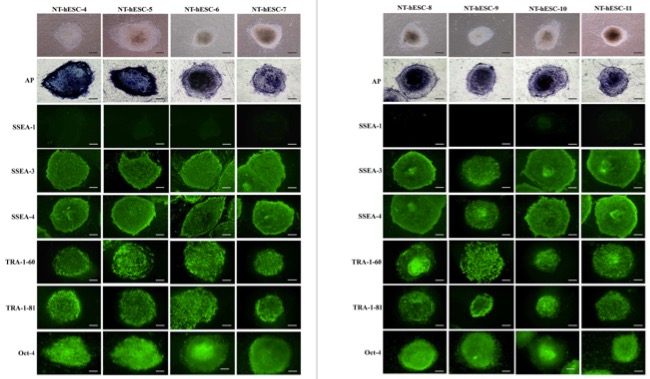 NT-hESC-4 NT-hESC-5 NT-hESC-6 NT-hESC-7
AP
SSEA-1
SSEA-3
SSEA-4
TRA-1-60
TRA-1-81
Oct-4
NT-hESC-8 NT-hESC-9 NT-hESC-10 NT-hESC-11
AP
SSEA-1
SSEA-3
SSEA-4
TRA-1-60
TRA-1-81
Oct-4